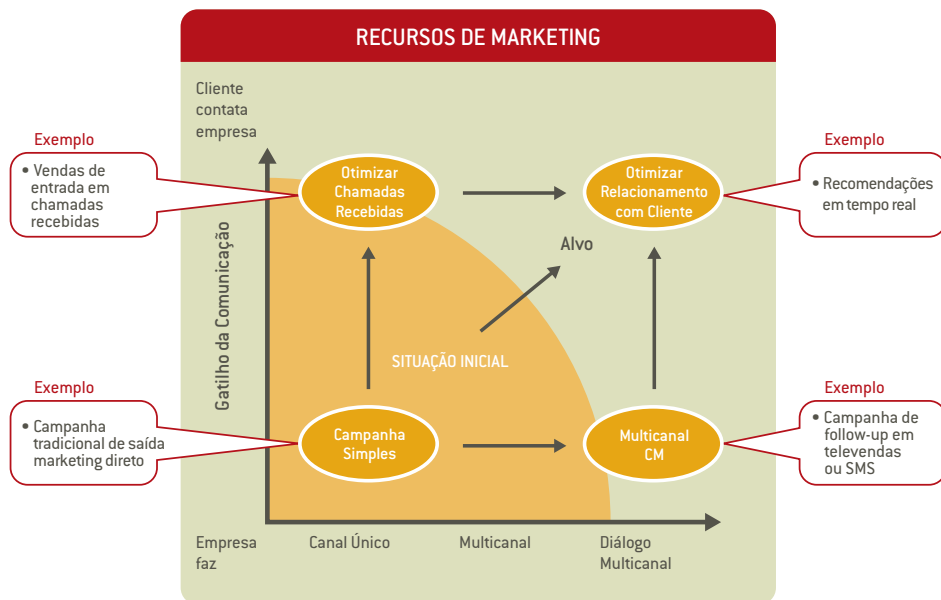 RECURSOS DE MARKETING
Cliente
contata
empresa
Exemplo
• Vendas de
entrada em
chamadas
recebidas
Otimizar
Chamadas
Recebidas
Otimizar
Relacionamento
com Cliente
Exemplo
• Recomendações
em tempo real
Gatilho da Comunicação
Alvo
SITUAÇÃO INICIAL
Exemplo
• Campanha
tradicional de saída
marketing direto
Campanha
Simples
Multicanal
CM
Exemplo
• Campanha de
follow-up em
televendas
ou SMS
Empresa
faz
Canal Único
Multicanal
Diálogo
Multicanal